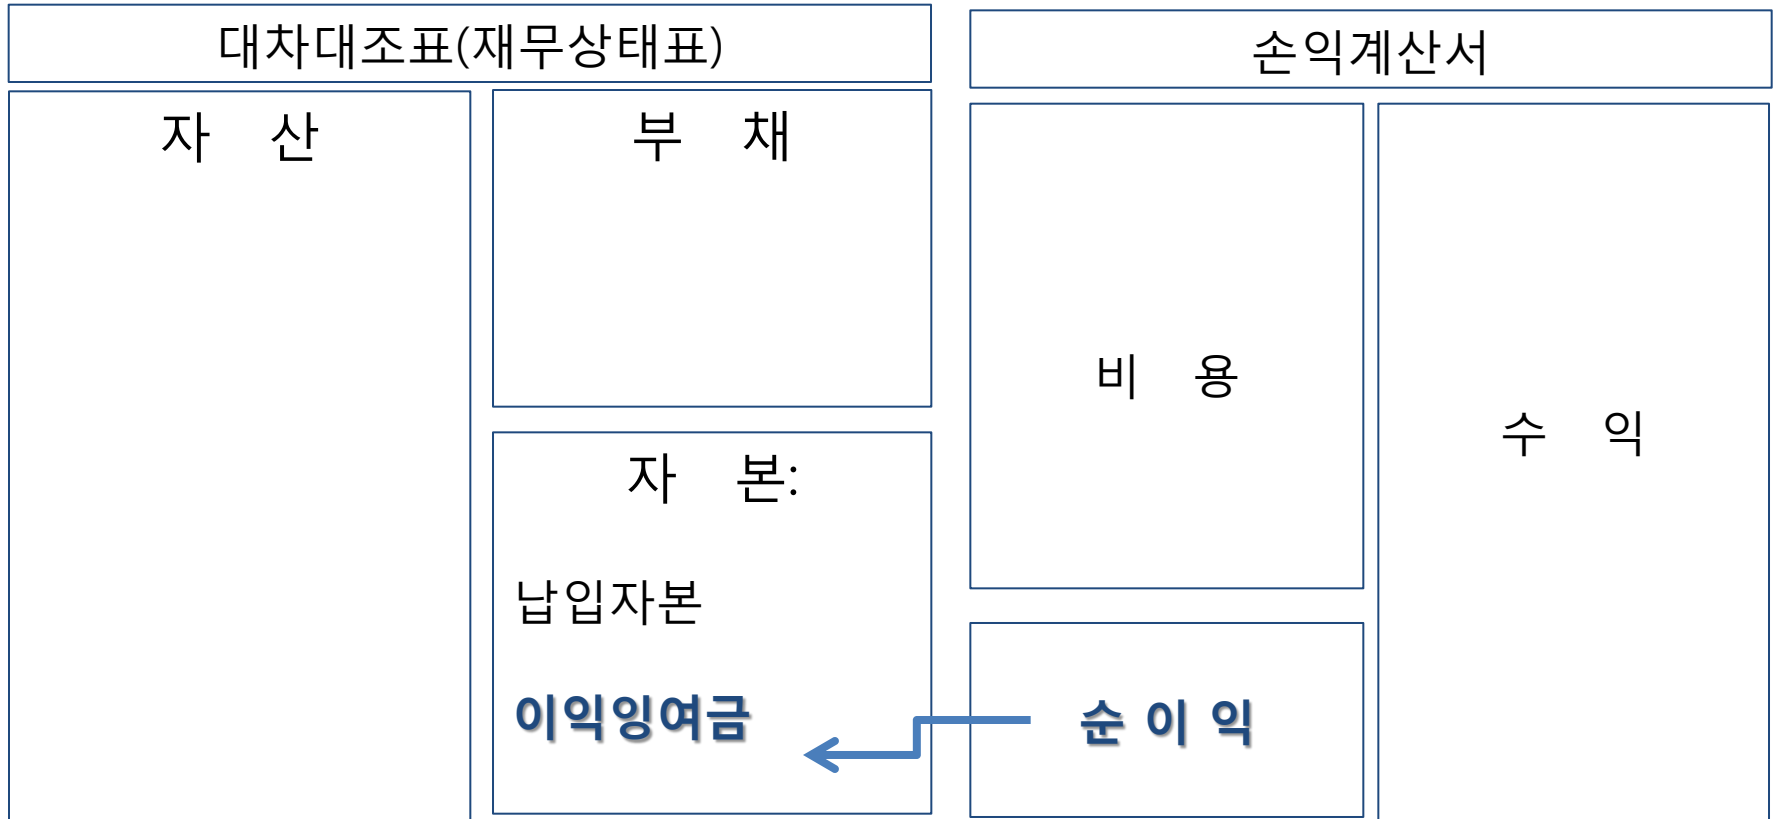 대차대조표(재무상태표)
손익계산서
자 산
부 채
자 본:
납입자본
이익잉여금
비 용
순 이 익
수 익